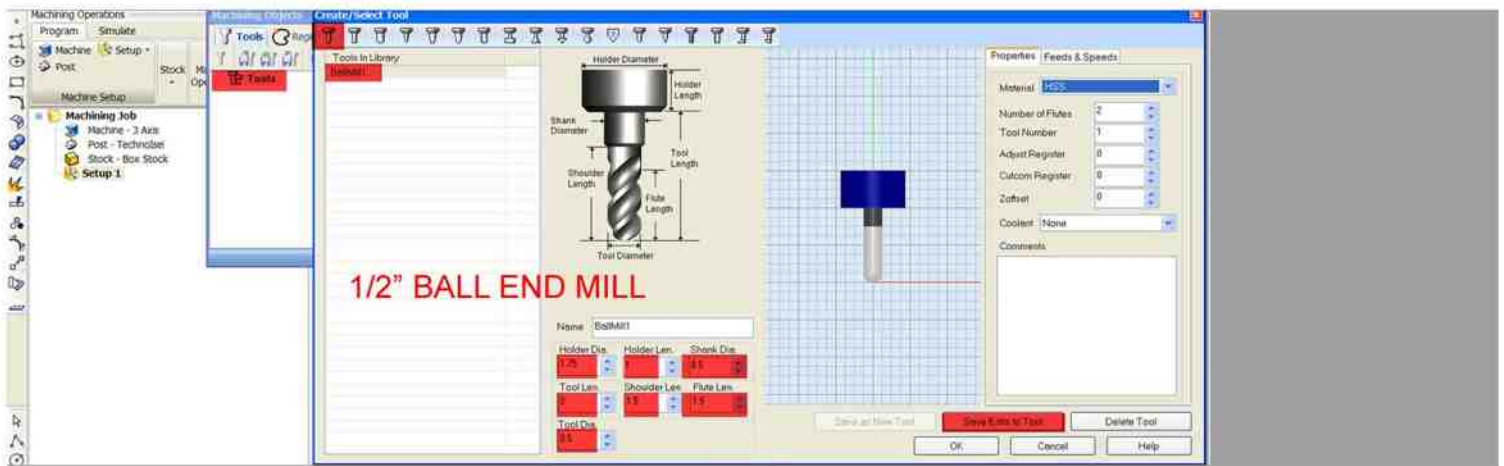 Machining Operations
Program Simulate
Machine Setup
Post
Stock
Machine Setup
Machining Job
Machine - 3 Axis
Post - Technoisel
Stock - Box Stock
Setup 1
Machining Objects
Tools
Tools
Create/Select Tool
Tools In Library
BallMill1
Holder Diameter
Holder
Length
Shank
Diameter
Tool
Length
Shoulder
Length
Flute
Length
Tool Diameter
1/2" BALL END MILL
Name BallMill1
Holder Dia. Holder Len. Shank Dia.
1.75 1 0.5
Tool Len. Shoulder Len Flute Len
1.5 1.5
Tool Dia.
0.5
Properties Feeds & Speeds
Material HSS
Number of Flutes 2
Tool Number 1
Adjust Register 0
Cutcom Register 0
Zoffset 0
Coolent None
Comments
Save as New Tool Save Edits to Tool Delete Tool
OK Cancel Help